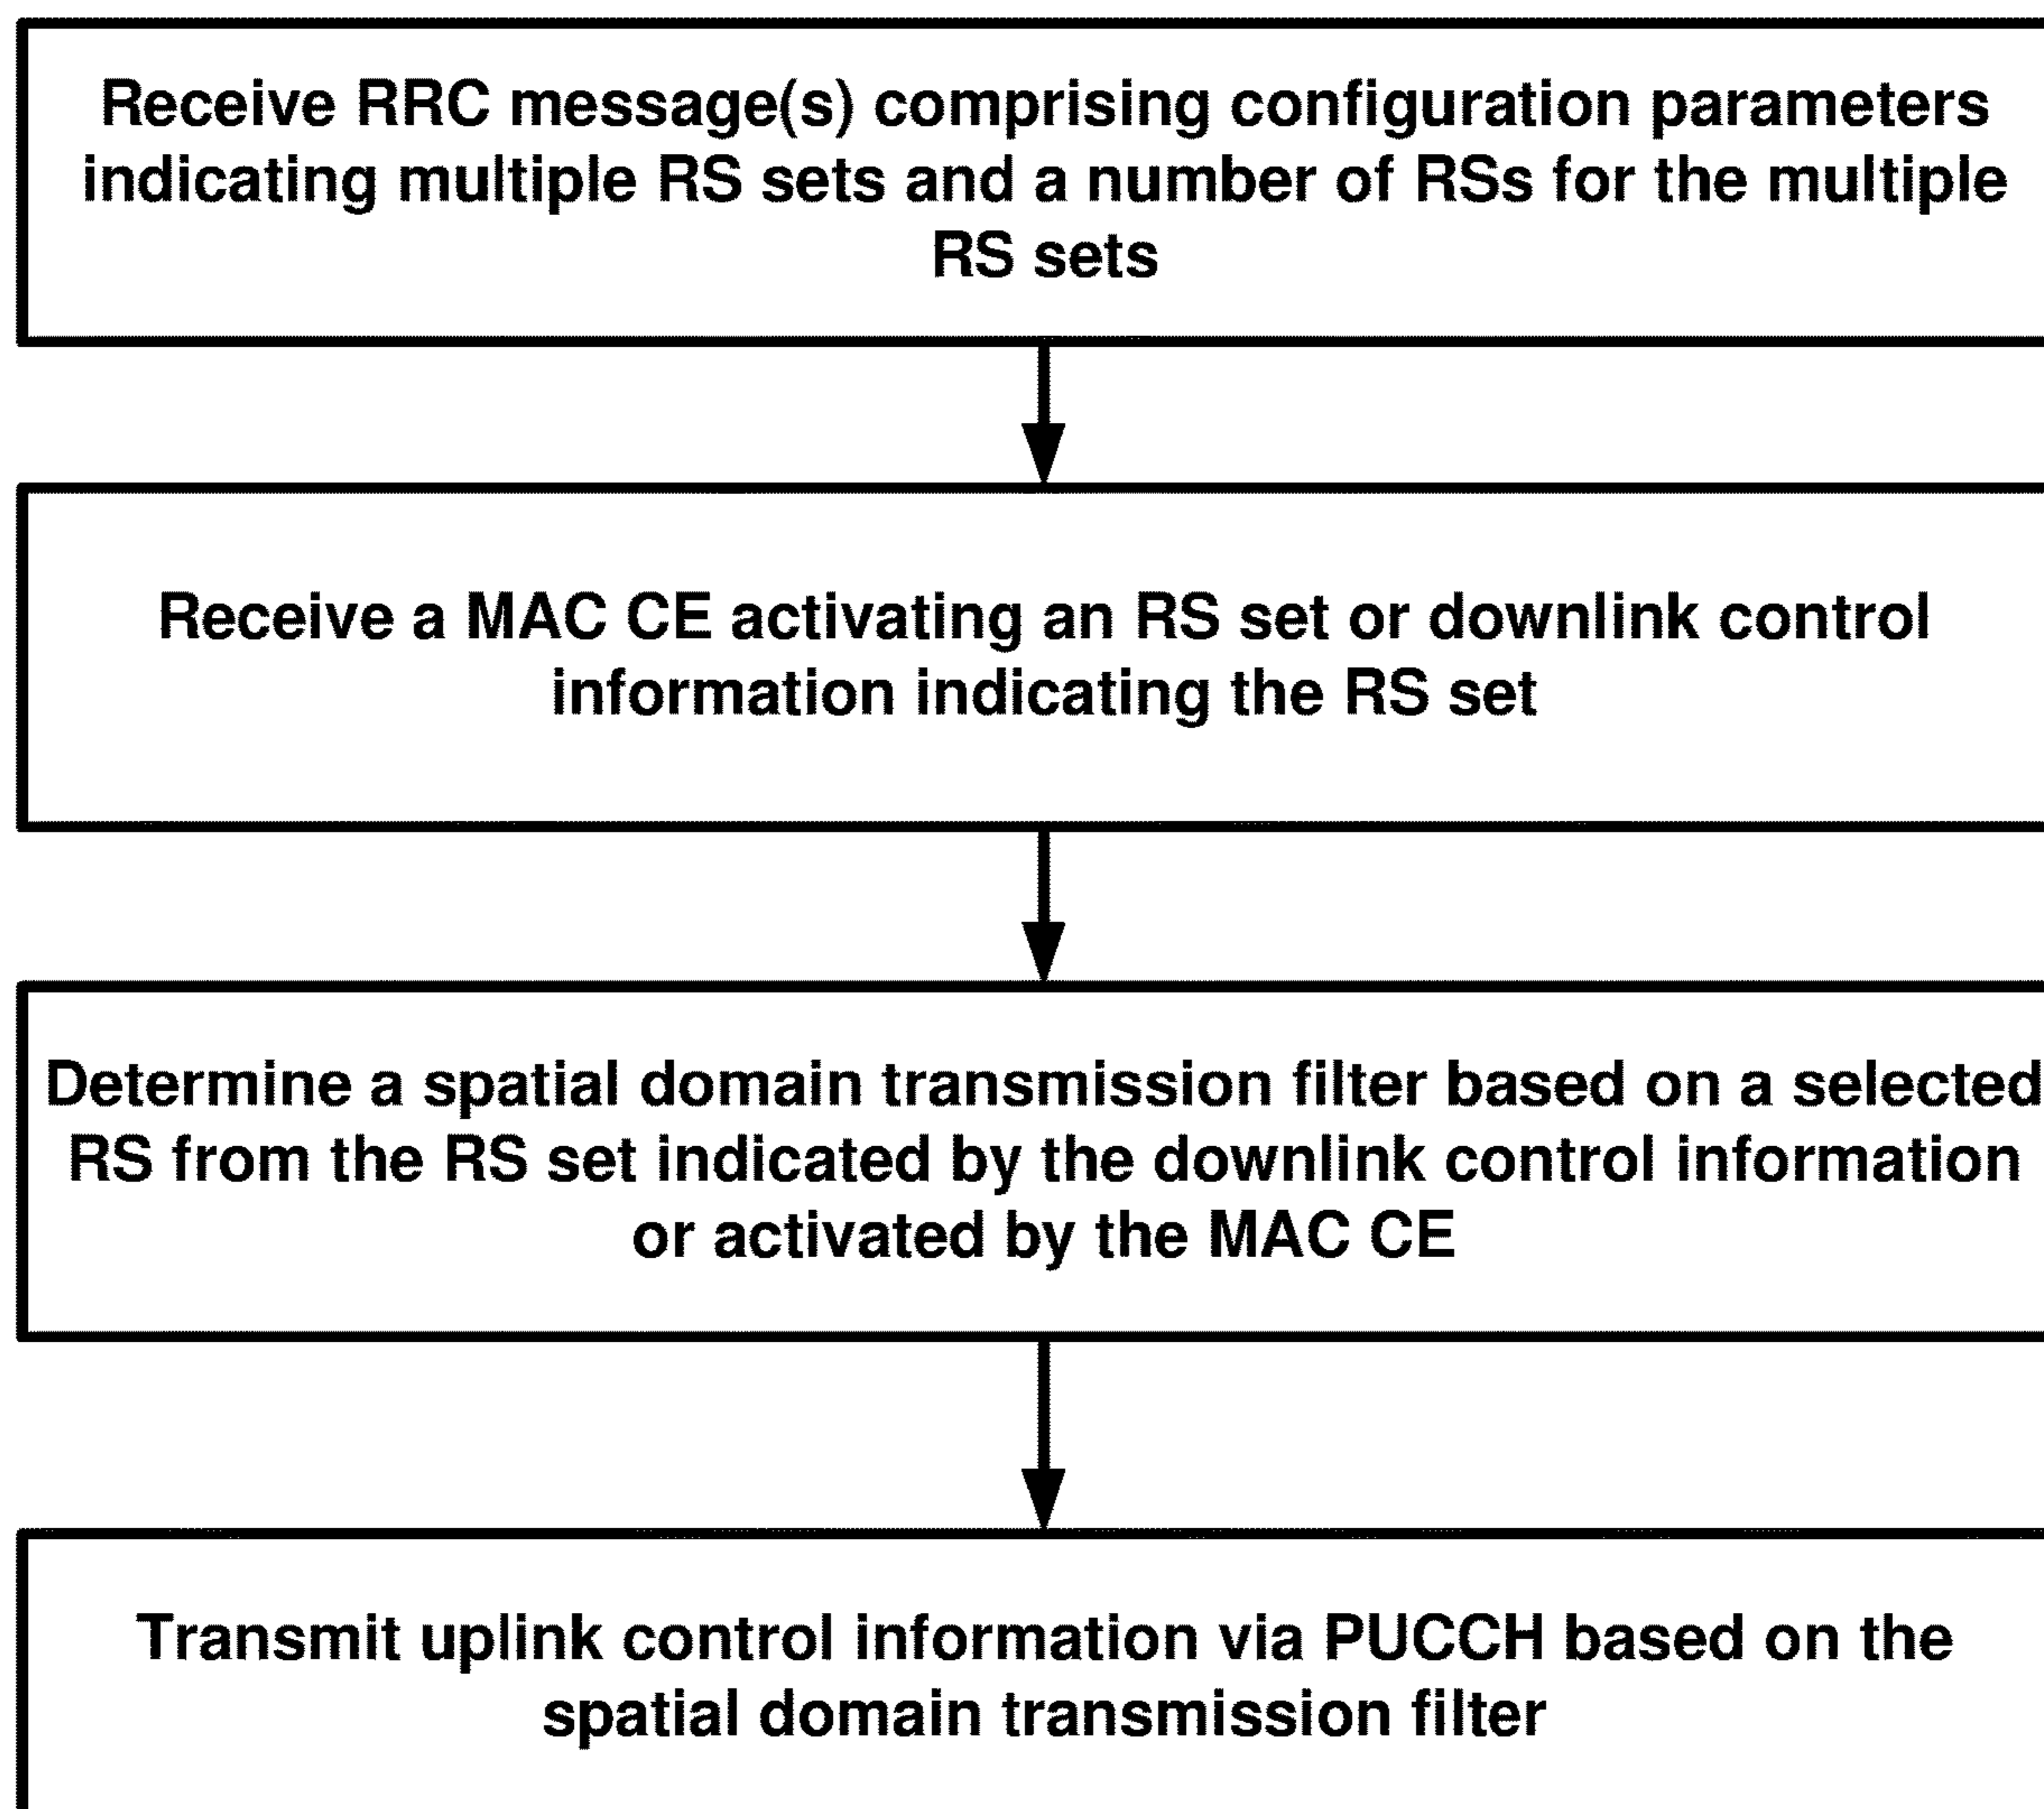 Receive RRC message(s) comprising configuration parameters
indicating multiple RS sets and a number of RSs for the multiple
RS sets
Receive a MAC CE activating an RS set or downlink control
information indicating the RS set
Determine a spatial domain transmission filter based on a selected
RS from the RS set indicated by the downlink control information
or activated by the MAC CE
Transmit uplink control information via PUCCH based on the
spatial domain transmission filter